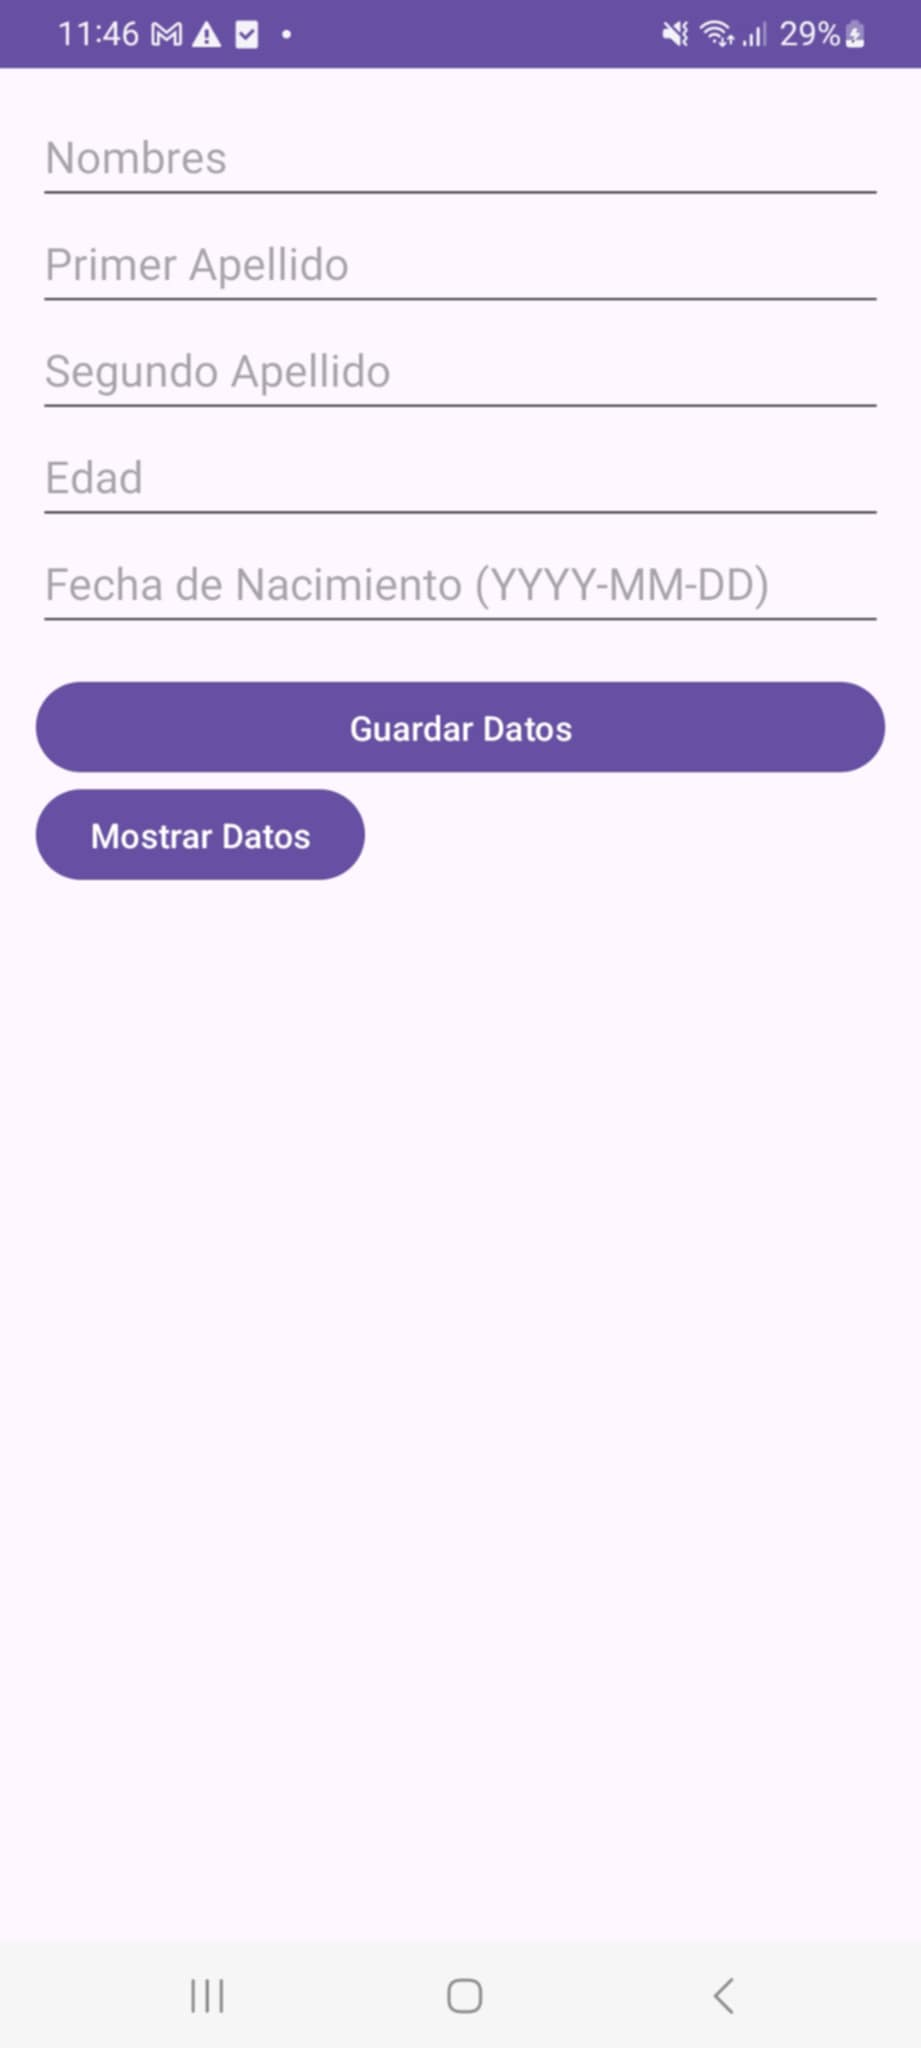 11:46
29%
Nombres
Primer Apellido
Segundo Apellido
Edad
Fecha de Nacimiento (YYYY-MM-DD)
Guardar Datos
Mostrar Datos